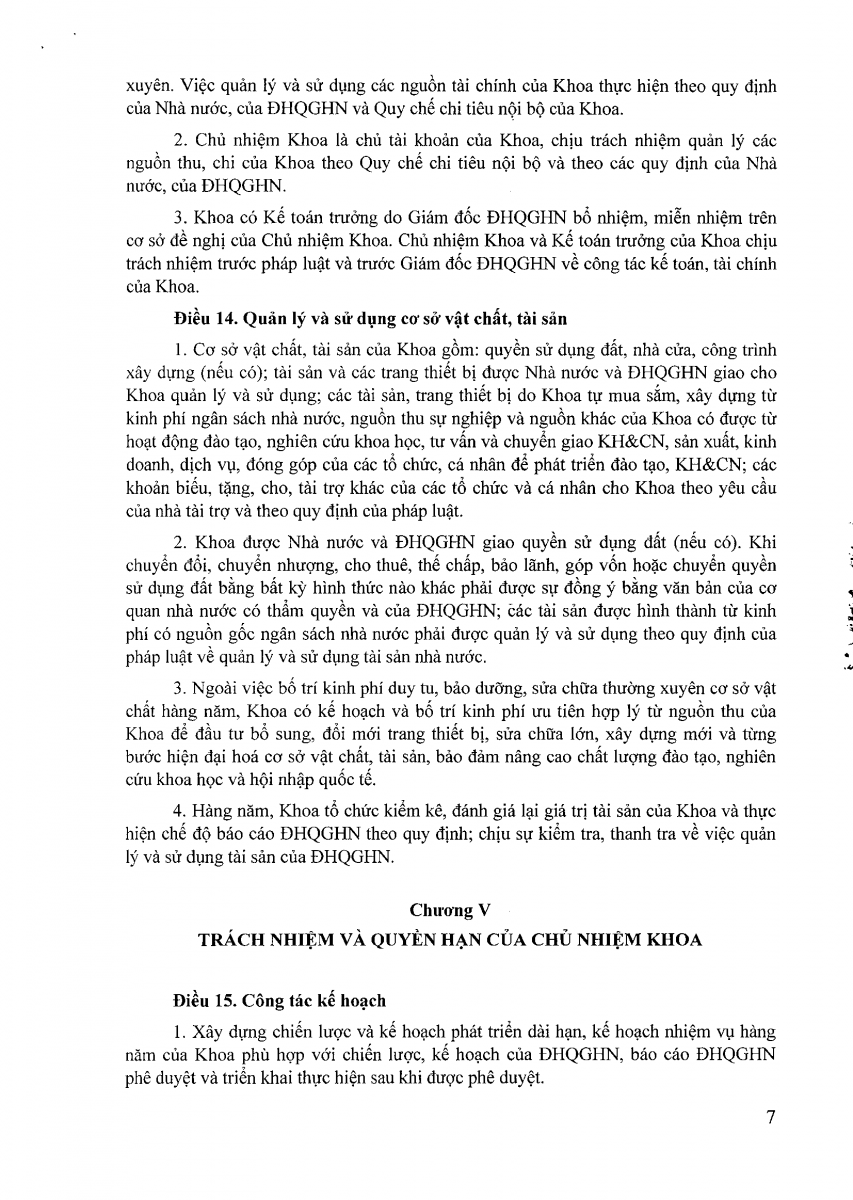 xuyên. Việc quản lý và sử dụng các nguồn tài chính của Khoa thực hiện theo quy định
của Nhà nước, của ĐHQGHN và Quy chế chi tiêu nội bộ của Khoa.
2. Chủ nhiệm Khoa là chủ tài khoản của Khoa, chịu trách nhiệm quản lý các
nguồn thu, chi của Khoa theo Quy chế chi tiêu nội bộ và theo các quy định của Nhà
nước, của ĐHQGHN.
3. Khoa có Kế toán trưởng do Giám đốc ĐHQGHN bổ nhiệm, miễn nhiệm trên
cơ sở đề nghị của Chủ nhiệm Khoa. Chủ nhiệm Khoa và Kế toán trưởng của Khoa chịu
trách nhiệm trước pháp luật và trước Giám đốc ĐHQGHN về công tác kế toán, tài chính
của Khoa.
Điều 14. Quản lý và sử dụng cơ sở vật chất, tài sản
1. Cơ sở vật chất, tài sản của Khoa gồm: quyền sử dụng đất, nhà cửa, công trình
xây dựng (nếu có); tài sản và các trang thiết bị được Nhà nước và ĐHQGHN giao cho
Khoa quản lý và sử dụng; các tài sản, trang thiết bị do Khoa tự mua sắm, xây dựng từ
kinh phí ngân sách nhà nước, nguồn thu sự nghiệp và nguồn khác của Khoa có được từ
hoạt động đào tạo, nghiên cứu khoa học, tư vấn và chuyển giao KH&CN, sản xuất, kinh
doanh, dịch vụ, đóng góp của các tổ chức, cá nhân để phát triển đào tạo, KH&CN; các
khoản biếu, tặng, cho, tài trợ khác của các tổ chức và cá nhân cho Khoa theo yêu cầu
của nhà tài trợ và theo quy định của pháp luật.
2. Khoa được Nhà nước và ĐHQGHN giao quyền sử dụng đất (nếu có). Khi
chuyển đổi, chuyển nhượng, cho thuê, thế chấp, bảo lãnh, góp vốn hoặc chuyển quyền
sử dụng đất bằng bất kỳ hình thức nào khác phải được sự đồng ý bằng văn bản của cơ
quan nhà nước có thẩm quyền và của ĐHQGHN; các tài sản được hình thành từ kinh
phí có nguồn gốc ngân sách nhà nước phải được quản lý và sử dụng theo quy định của
pháp luật về quản lý và sử dụng tài sản nhà nước.
3. Ngoài việc bố trí kinh phí duy tu, bảo dưỡng, sửa chữa thường xuyên cơ sở vật
chất hàng năm, Khoa có kế hoạch và bố trí kinh phí ưu tiên hợp lý từ nguồn thu của
Khoa để đầu tư bổ sung, đổi mới trang thiết bị, sửa chữa lớn, xây dựng mới và từng
bước hiện đại hoá cơ sở vật chất, tài sản, bảo đảm nâng cao chất lượng đào tạo, nghiên
cứu khoa học và hội nhập quốc tế.
4. Hàng năm, Khoa tổ chức kiểm kê, đánh giá lại giá trị tài sản của Khoa và thực
hiện chế độ báo cáo ĐHQGHN theo quy định; chịu sự kiểm tra, thanh tra về việc quản
lý và sử dụng tài sản của ĐHQGHN.
Chương V
TRÁCH NHIỆM VÀ QUYỀN HẠN CỦA CHỦ NHIỆM KHOA
Điều 15. Công tác kế hoạch
1. Xây dựng chiến lược và kế hoạch phát triển dài hạn, kế hoạch nhiệm vụ hàng
năm của Khoa phù hợp với chiến lược, kế hoạch của ĐHQGHN, báo cáo ĐHQGHN
phê duyệt và triển khai thực hiện sau khi được phê duyệt.
7